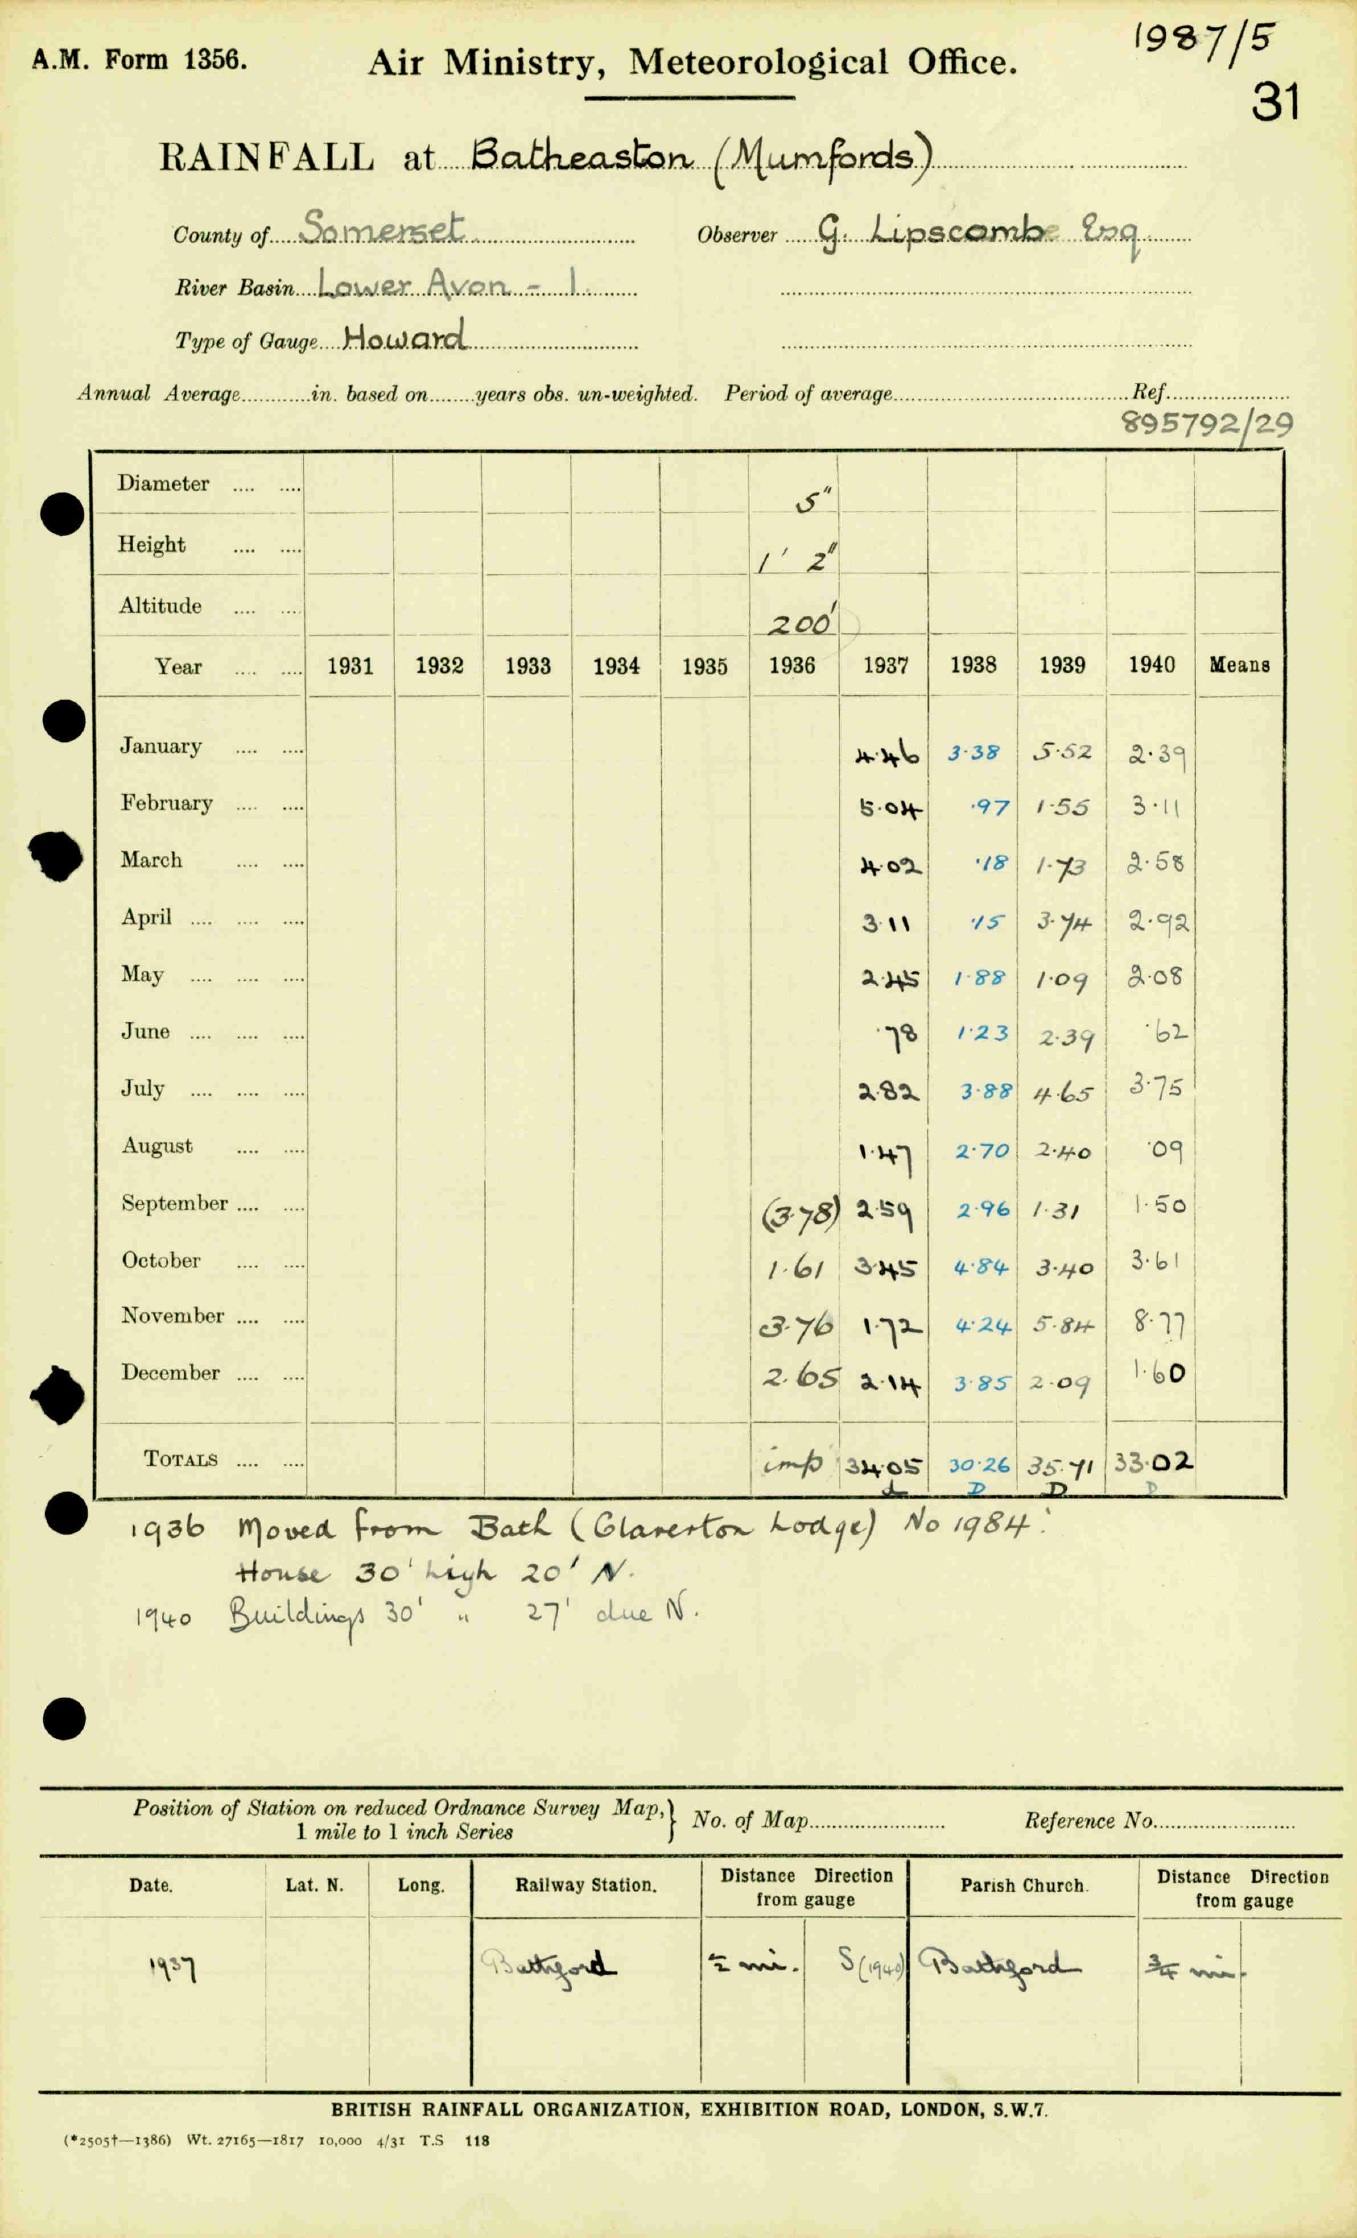 1987/5
A.M. Form 1356. Air Ministry, Meteorological Office.
31
RAINFALL at Batheaston (Mumfords)
County of Somerset Observer G. Lipscombe Esq.
River Basin Lower Avon - 1.
Type of Gauge Howard
Annual Average............in. based on........years obs. un-weighted. Period of average............ Ref............
895792/29
Diameter .... .... 5"
Height .... .... 1' 2"
Altitude .... .... 200'
Year .... .... 1931 1932 1933 1934 1935 1936 1937 1938 1939 1940 Means
January .... .... 4.46 3.38 5.52 2.39
February .... .... 5.04 .97 1.55 3.11
March .... .... 4.02 .18 1.73 2.58
April .... .... .... 3.11 .15 3.74 2.92
May .... .... .... 2.45 1.88 1.09 2.08
June .... .... .... .78 1.23 2.39 .62
July .... .... .... 2.82 3.88 4.65 3.75
August .... .... 1.47 2.70 2.40 .09
September .... .... (3.78) 2.59 2.96 1.31 1.50
October .... .... 1.61 3.45 4.84 3.40 3.61
November .... .... 3.76 1.72 4.24 5.84 8.77
December .... .... 2.65 2.14 3.85 2.09 1.60
TOTALS .... .... imp 34.05 30.26 35.71 33.02
D D D
1936 Moved from Bath (Claverton Lodge) No 1984.
House 30' high 20' N.
1940 Buildings 30' " 27' due N.
Position of Station on reduced Ordnance Survey Map, } No. of Map............ Reference No............
1 mile to 1 inch Series
Date. Lat. N. Long. Railway Station. Distance Direction from gauge Parish Church. Distance Direction from gauge
1937 Bathford ½ mi. S (1940) Bathford ¾ mi.
BRITISH RAINFALL ORGANIZATION, EXHIBITION ROAD, LONDON, S.W.7.
(*2505†—1386) Wt. 27165—1817 10,000 4/31 T.S 118